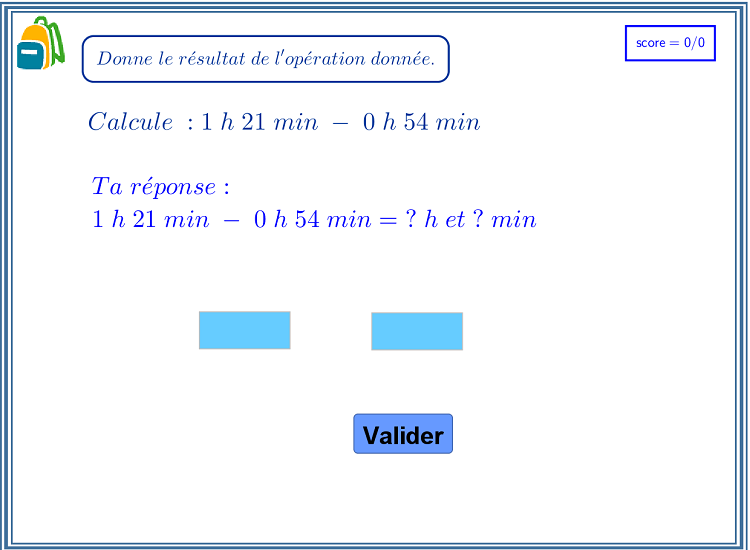 Donne le résultat de l'opération donnée.
score = 0/0
Calcule : 1 h 21 min − 0 h 54 min
Ta réponse :
1 h 21 min − 0 h 54 min = ? h et ? min
Valider